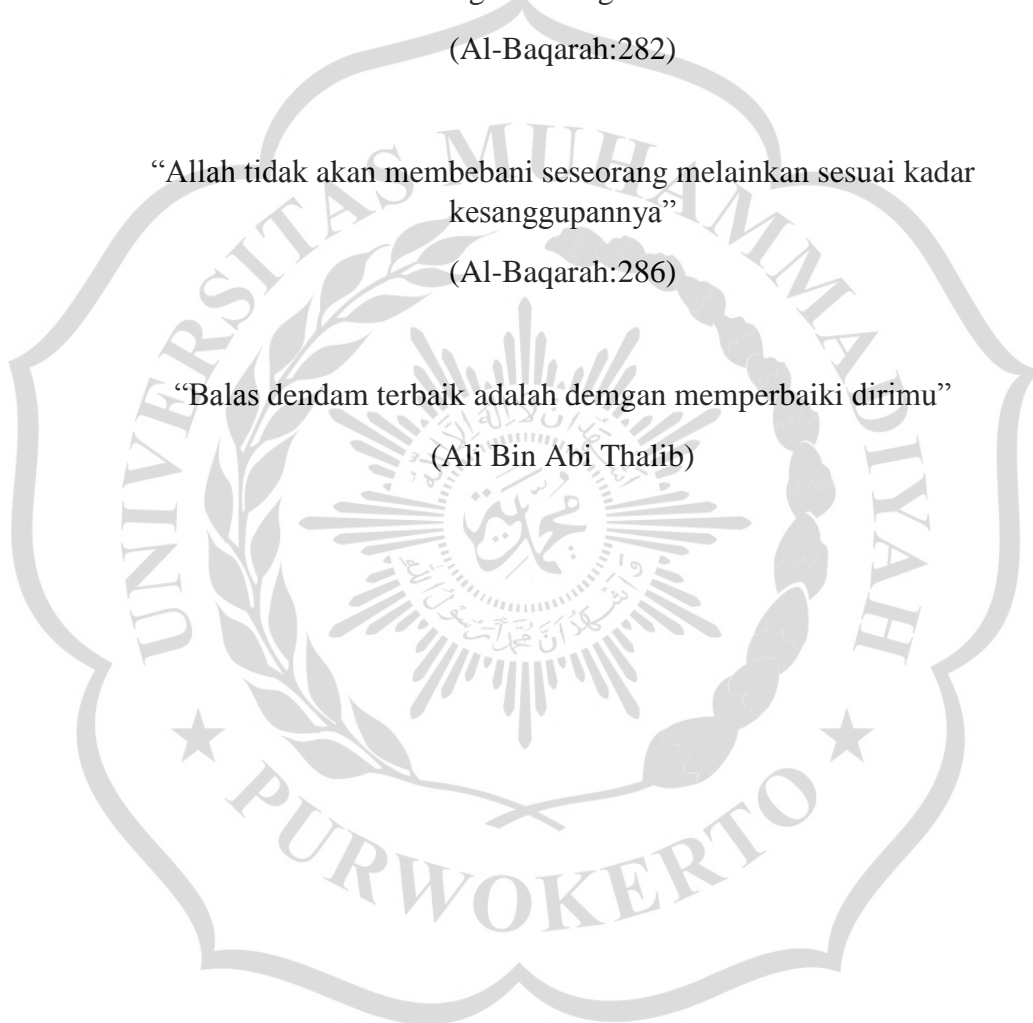 (Al-Baqarah:282)
“Allah tidak akan membebani seseorang melainkan sesuai kadar
kesanggupannya”
(Al-Baqarah:286)
“Balas dendam terbaik adalah demgan memperbaiki dirimu”
(Ali Bin Abi Thalib)
UNIVERSITAS MUHAMMADIYAH
PURWOKERTO